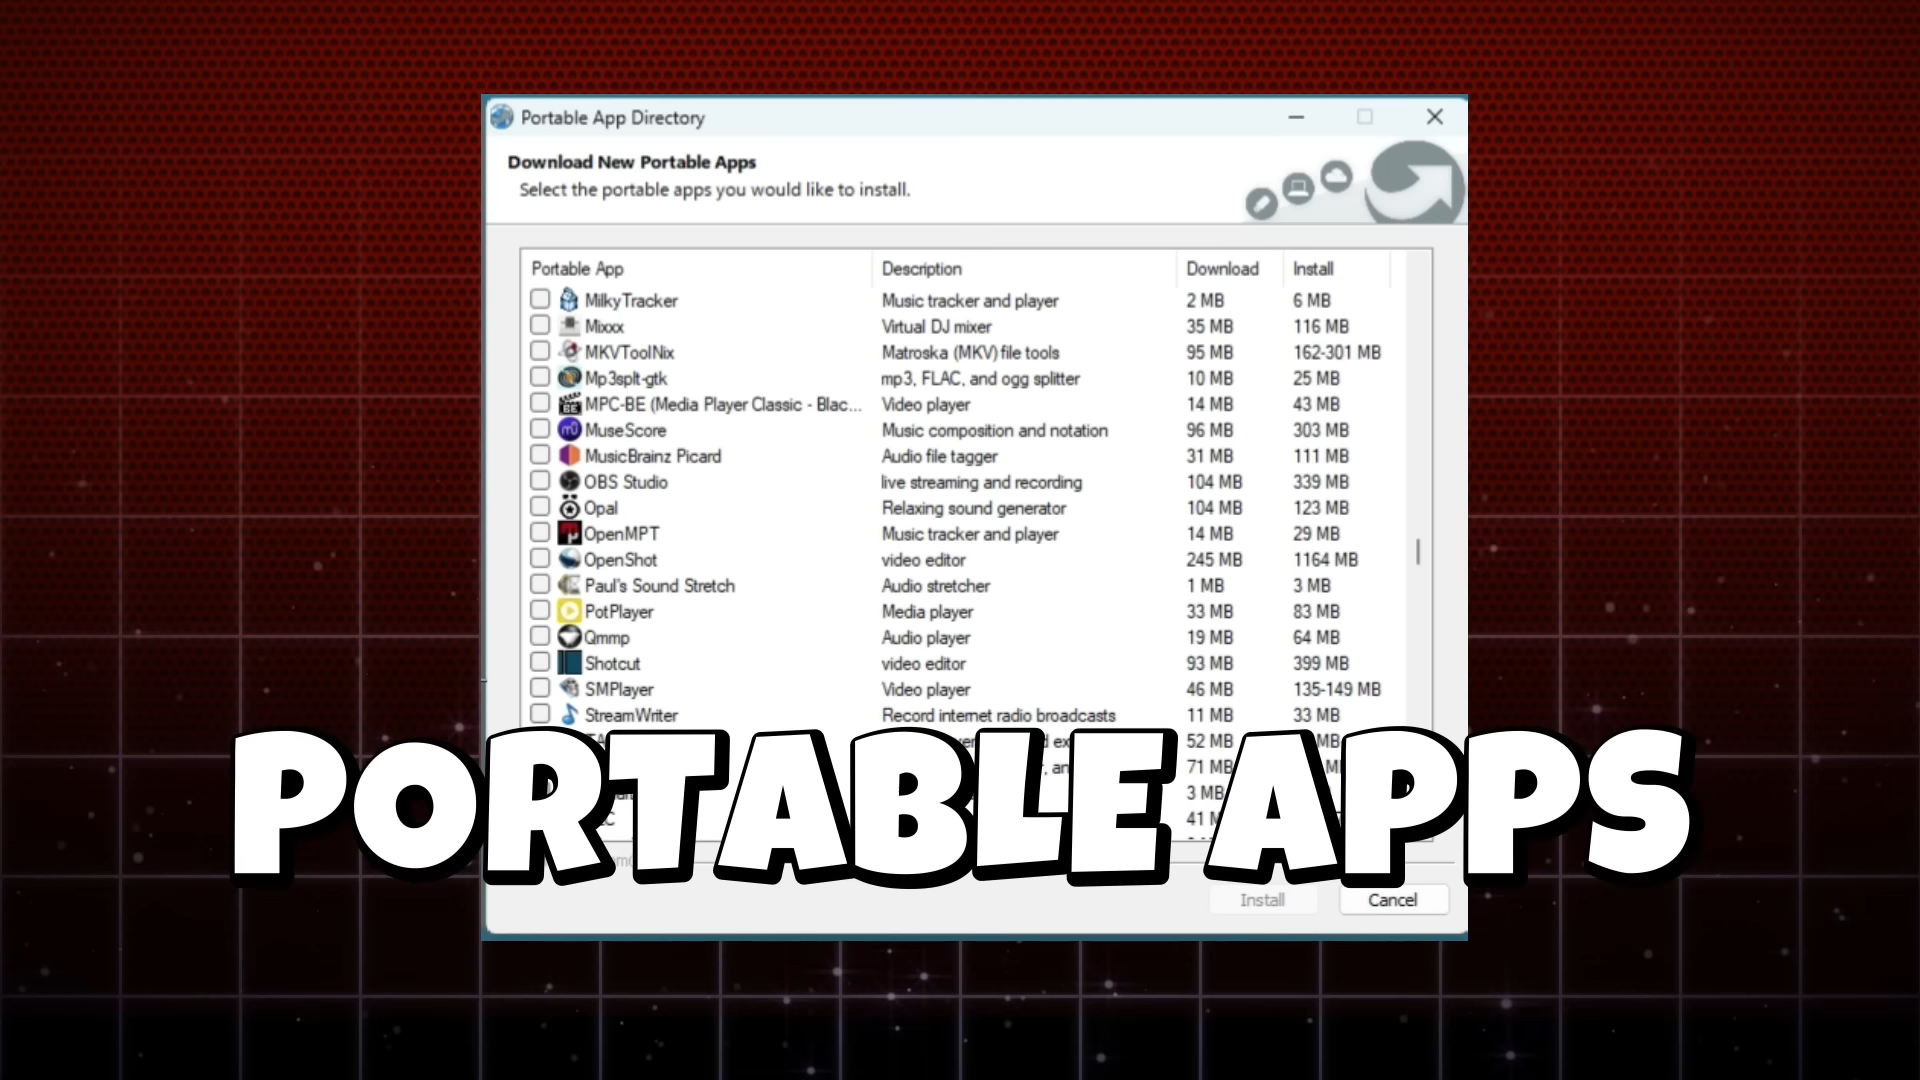 Portable App Directory
Download New Portable Apps
Select the portable apps you would like to install.
Portable App Description Download Install
MilkyTracker Music tracker and player 2 MB 6 MB
Mixxx Virtual DJ mixer 35 MB 116 MB
MKVToolNix Matroska (MKV) file tools 95 MB 162-301 MB
Mp3splt-gtk mp3, FLAC, and ogg splitter 10 MB 25 MB
MPC-BE (Media Player Classic - Blac... Video player 14 MB 43 MB
MuseScore Music composition and notation 96 MB 303 MB
MusicBrainz Picard Audio file tagger 31 MB 111 MB
OBS Studio live streaming and recording 104 MB 339 MB
Opal Relaxing sound generator 104 MB 123 MB
OpenMPT Music tracker and player 14 MB 29 MB
OpenShot video editor 245 MB 1164 MB
Paul's Sound Stretch Audio stretcher 1 MB 3 MB
PotPlayer Media player 33 MB 83 MB
Qmmp Audio player 19 MB 64 MB
Shotcut video editor 93 MB 399 MB
SMPlayer Video player 46 MB 135-149 MB
StreamWriter Record internet radio broadcasts 11 MB 33 MB
52 MB MB
71 MB
3 MB
41
PORTABLE APPS
Install Cancel